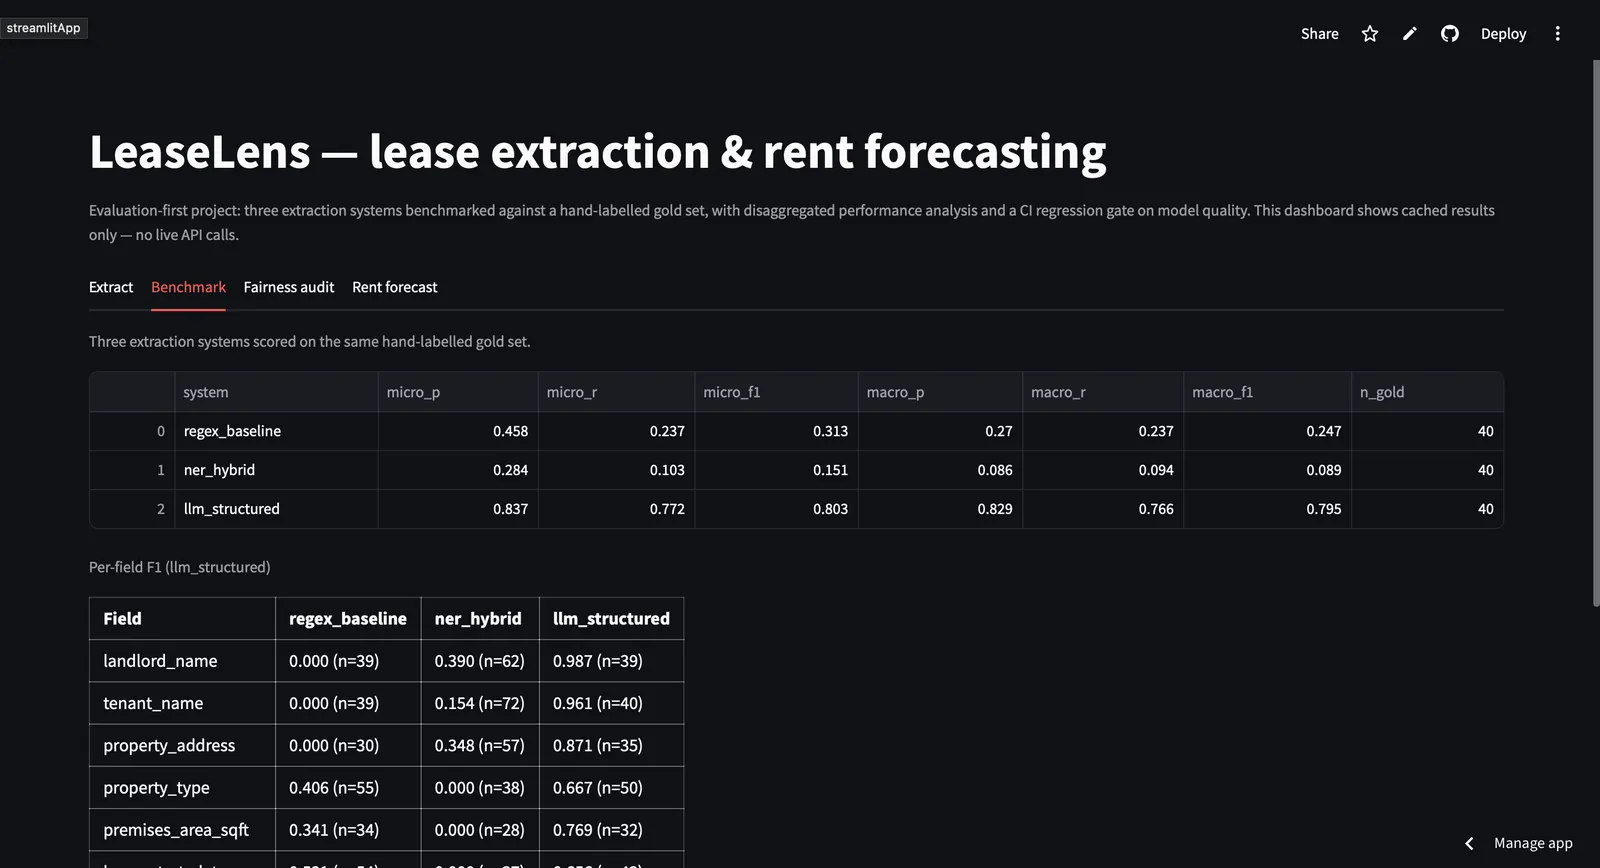 streamlitApp
Share Deploy
LeaseLens — lease extraction & rent forecasting
Evaluation-first project: three extraction systems benchmarked against a hand-labelled gold set, with disaggregated performance analysis and a CI regression gate on model quality. This dashboard shows cached results
only — no live API calls.
Extract Benchmark Fairness audit Rent forecast
Three extraction systems scored on the same hand-labelled gold set.
system micro_p micro_r micro_f1 macro_p macro_r macro_f1 n_gold
0 regex_baseline 0.458 0.237 0.313 0.27 0.237 0.247 40
1 ner_hybrid 0.284 0.103 0.151 0.086 0.094 0.089 40
2 llm_structured 0.837 0.772 0.803 0.829 0.766 0.795 40
Per-field F1 (llm_structured)
Field regex_baseline ner_hybrid llm_structured
landlord_name 0.000 (n=39) 0.390 (n=62) 0.987 (n=39)
tenant_name 0.000 (n=39) 0.154 (n=72) 0.961 (n=40)
property_address 0.000 (n=30) 0.348 (n=57) 0.871 (n=35)
property_type 0.406 (n=55) 0.000 (n=38) 0.667 (n=50)
premises_area_sqft 0.341 (n=34) 0.000 (n=28) 0.769 (n=32)
Manage app